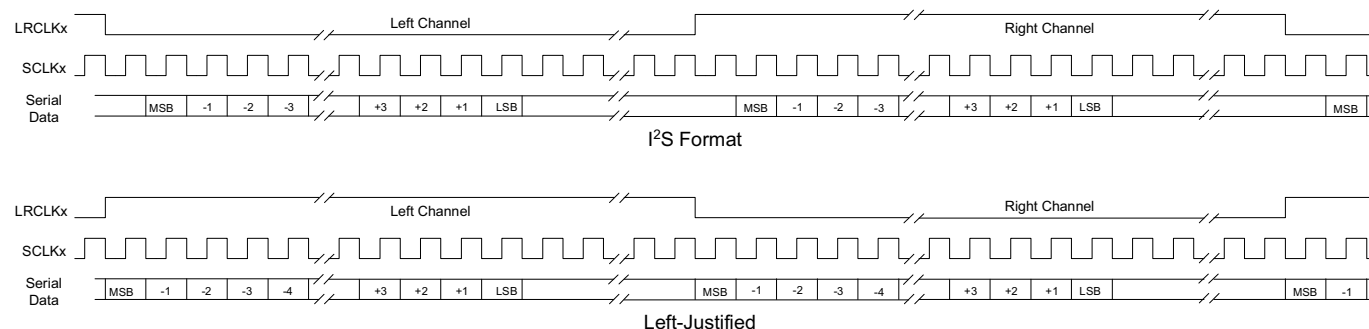 LRCLKx Left Channel Right Channel
SCLKx
Serial Data MSB -1 -2 -3 +3 +2 +1 LSB MSB -1 -2 -3 +3 +2 +1 LSB MSB
I²S Format
LRCLKx Left Channel Right Channel
SCLKx
Serial Data MSB -1 -2 -3 -4 +3 +2 +1 LSB MSB -1 -2 -3 -4 +3 +2 +1 LSB MSB -1
Left-Justified